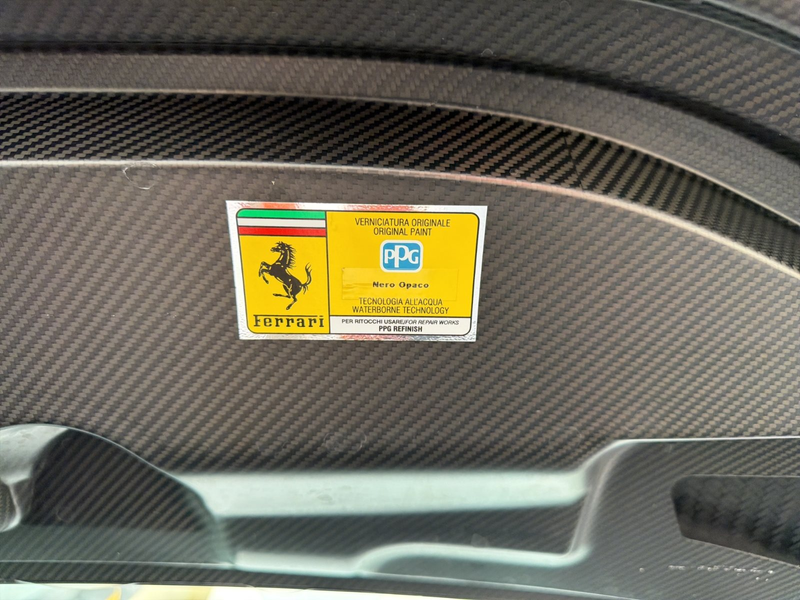 VERNICIATURA ORIGINALE
ORIGINAL PAINT
PPG
Nero Opaco
TECNOLOGIA ALL'ACQUA
WATERBORNE TECHNOLOGY
Ferrari
PER RITOCCHI USARE/FOR REPAIR WORKS
PPG REFINISH